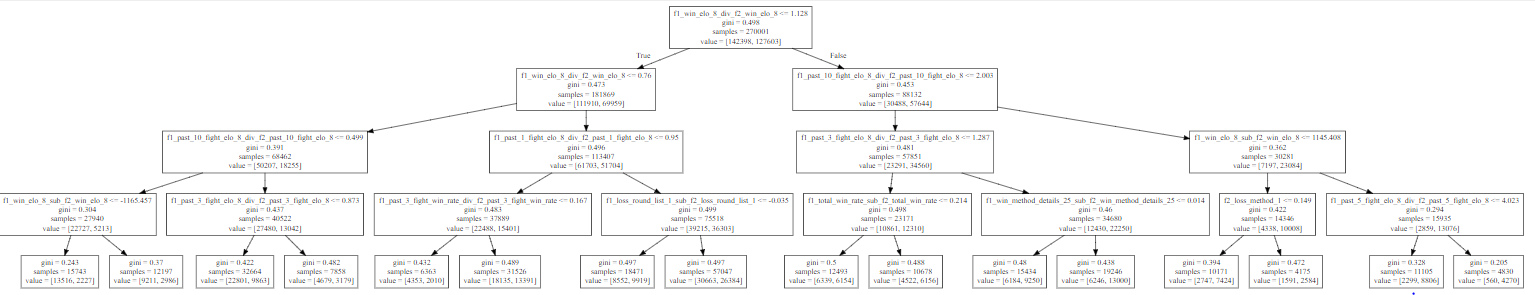 f1_win_elo_8_div_f2_win_elo_8 <= 1.128
gini = 0.498
samples = 270001
value = [142398, 127603]
True
False
f1_win_elo_8_div_f2_win_elo_8 <= 0.76
gini = 0.473
samples = 181869
value = [111910, 69959]
f1_past_10_fight_elo_8_div_f2_past_10_fight_elo_8 <= 2.003
gini = 0.453
samples = 88132
value = [30488, 57644]
f1_past_10_fight_elo_8_div_f2_past_10_fight_elo_8 <= 0.499
gini = 0.391
samples = 68462
value = [50207, 18255]
f1_past_1_fight_elo_8_div_f2_past_1_fight_elo_8 <= 0.95
gini = 0.496
samples = 113407
value = [61703, 51704]
f1_past_3_fight_elo_8_div_f2_past_3_fight_elo_8 <= 1.287
gini = 0.481
samples = 57851
value = [23291, 34560]
f1_win_elo_8_sub_f2_win_elo_8 <= 1145.408
gini = 0.362
samples = 30281
value = [7197, 23084]
f1_win_elo_8_sub_f2_win_elo_8 <= -1165.457
gini = 0.304
samples = 27940
value = [22727, 5213]
f1_past_3_fight_elo_8_div_f2_past_3_fight_elo_8 <= 0.873
gini = 0.437
samples = 40522
value = [27480, 13042]
f1_past_3_fight_win_rate_div_f2_past_3_fight_win_rate <= 0.167
gini = 0.483
samples = 37889
value = [22488, 15401]
f1_loss_round_list_1_sub_f2_loss_round_list_1 <= -0.035
gini = 0.499
samples = 75518
value = [39215, 36303]
f1_total_win_rate_sub_f2_total_win_rate <= 0.214
gini = 0.498
samples = 23171
value = [10861, 12310]
f1_win_method_details_25_sub_f2_win_method_details_25 <= 0.014
gini = 0.46
samples = 34680
value = [12430, 22250]
f2_loss_method_1 <= 0.149
gini = 0.422
samples = 14346
value = [4338, 10008]
f1_past_5_fight_elo_8_div_f2_past_5_fight_elo_8 <= 4.023
gini = 0.294
samples = 15935
value = [2859, 13076]
gini = 0.243
samples = 15743
value = [13516, 2227]
gini = 0.37
samples = 12197
value = [9211, 2986]
gini = 0.422
samples = 32664
value = [22801, 9863]
gini = 0.482
samples = 7858
value = [4679, 3179]
gini = 0.432
samples = 6363
value = [4353, 2010]
gini = 0.489
samples = 31526
value = [18135, 13391]
gini = 0.497
samples = 18471
value = [8552, 9919]
gini = 0.497
samples = 57047
value = [30663, 26384]
gini = 0.5
samples = 12493
value = [6339, 6154]
gini = 0.488
samples = 10678
value = [4522, 6156]
gini = 0.48
samples = 15434
value = [6184, 9250]
gini = 0.438
samples = 19246
value = [6246, 13000]
gini = 0.394
samples = 10171
value = [2747, 7424]
gini = 0.472
samples = 4175
value = [1591, 2584]
gini = 0.328
samples = 11105
value = [2299, 8806]
gini = 0.205
samples = 4830
value = [560, 4270]